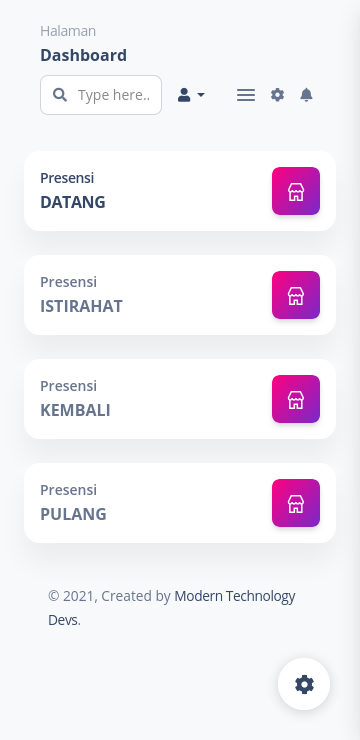 Halaman
Dashboard
Type here..
Presensi
DATANG
Presensi
ISTIRAHAT
Presensi
KEMBALI
Presensi
PULANG
© 2021, Created by Modern Technology
Devs.